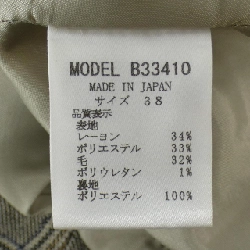 MODEL B33410
MADE IN JAPAN
サイズ 38
品質表示
表地
レーヨン 34%
ポリエステル 33%
毛 32%
ポリウレタン 1%
裏地
ポリエステル 100%